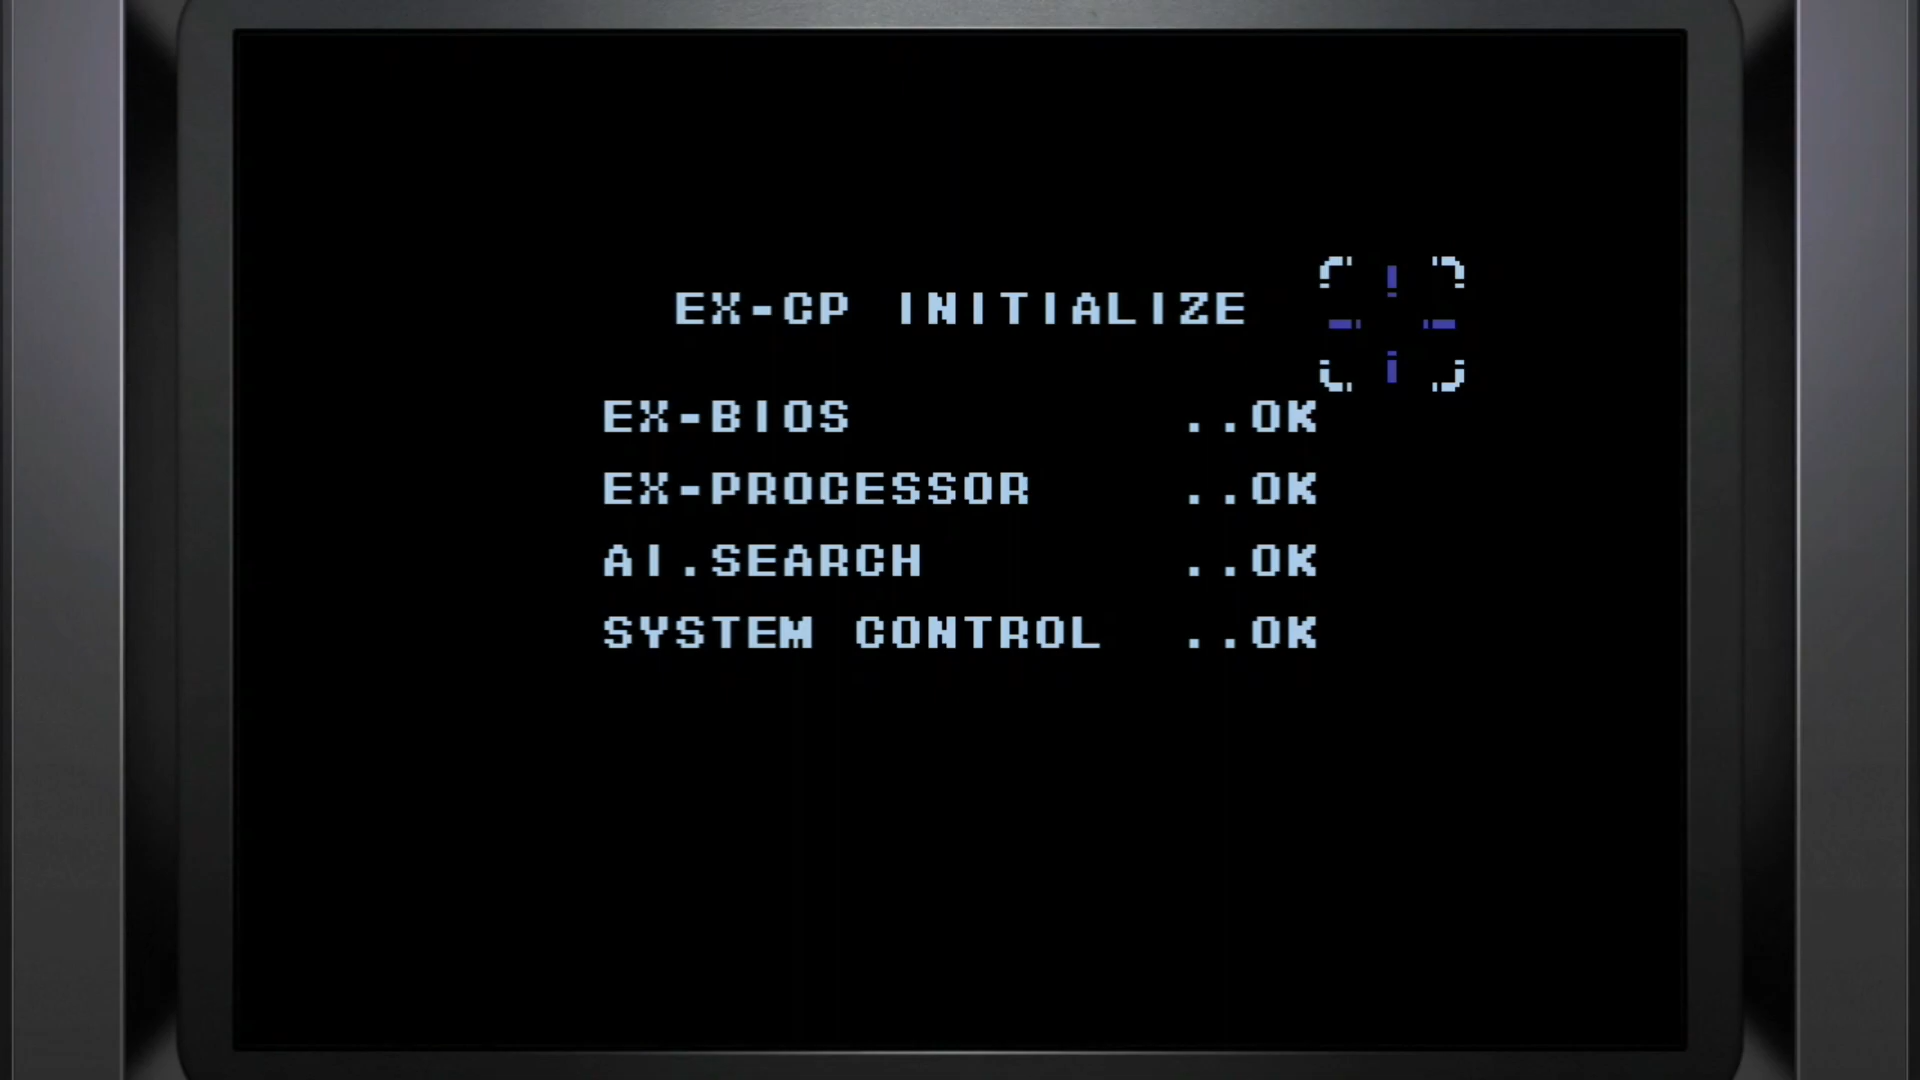 EX-CP INITIALIZE
EX-BIOS ..OK
EX-PROCESSOR ..OK
AI.SEARCH ..OK
SYSTEM CONTROL ..OK